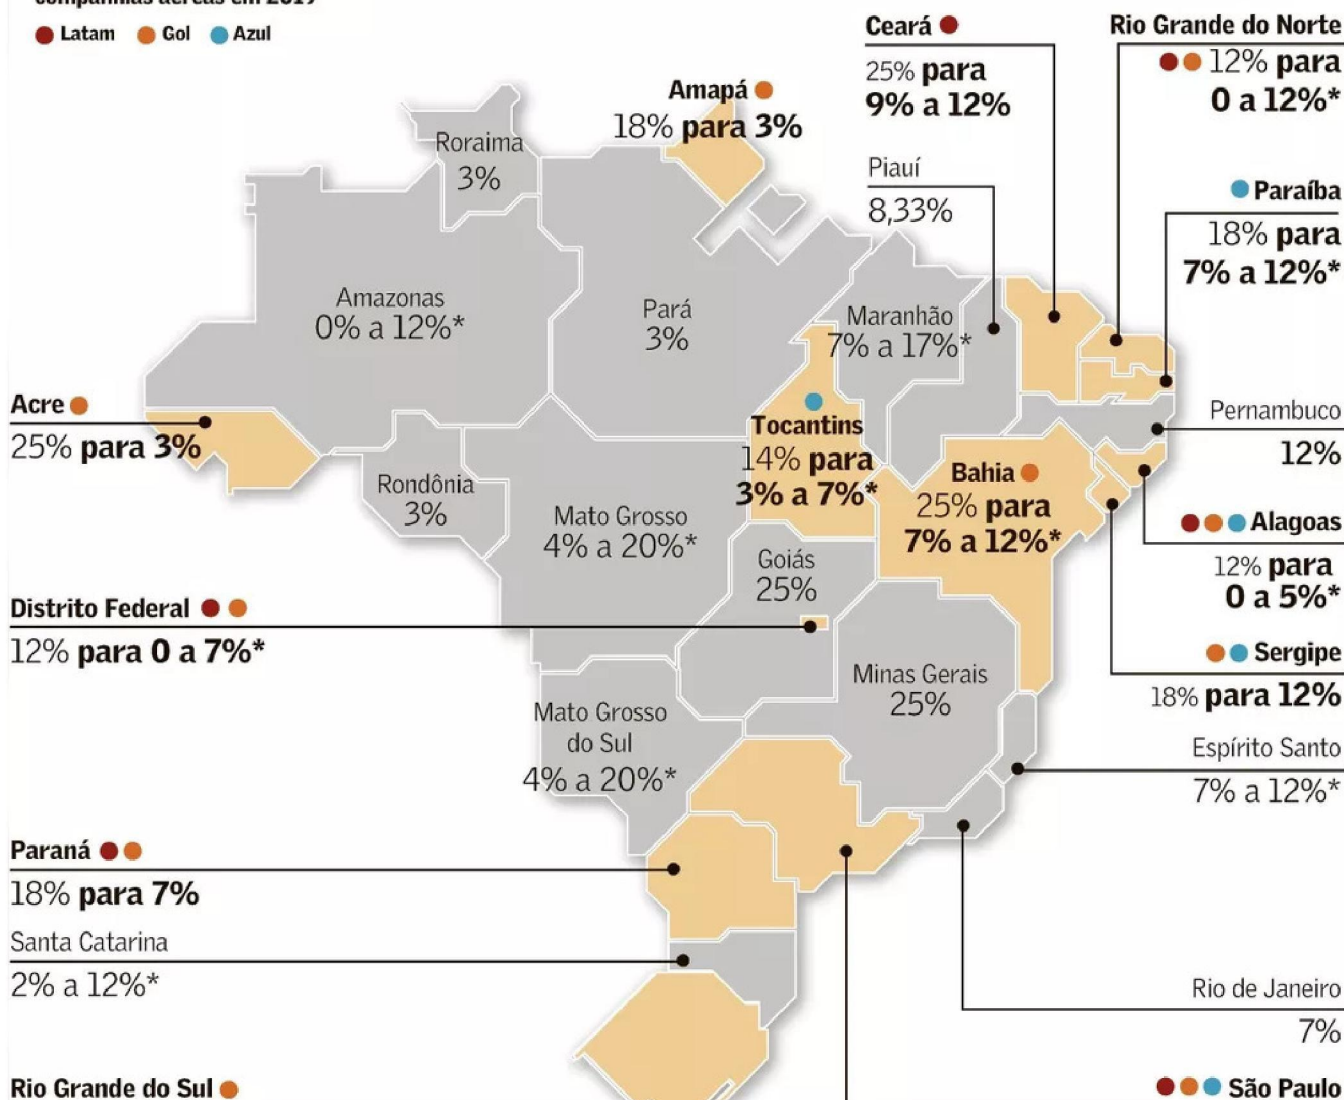 companhias aéreas em 2019
Latam Gol Azul
Ceará
25% para
9% a 12%
Rio Grande do Norte
12% para
0 a 12%*
Amapá
18% para 3%
Roraima
3%
Piauí
8,33%
Paraíba
18% para
7% a 12%*
Amazonas
0% a 12%*
Pará
3%
Maranhão
7% a 17%*
Acre
25% para 3%
Tocantins
14% para
3% a 7%*
Pernambuco
12%
Rondônia
3%
Mato Grosso
4% a 20%*
Bahia
25% para
7% a 12%*
Alagoas
12% para
0 a 5%*
Goiás
25%
Distrito Federal
12% para 0 a 7%*
Sergipe
18% para 12%
Minas Gerais
25%
Mato Grosso
do Sul
4% a 20%*
Espírito Santo
7% a 12%*
Paraná
18% para 7%
Santa Catarina
2% a 12%*
Rio de Janeiro
7%
Rio Grande do Sul
São Paulo